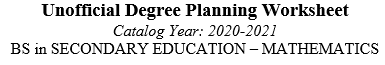 Unofficial Degree Planning Worksheet
Catalog Year: 2020-2021
BS in SECONDARY EDUCATION – MATHEMATICS